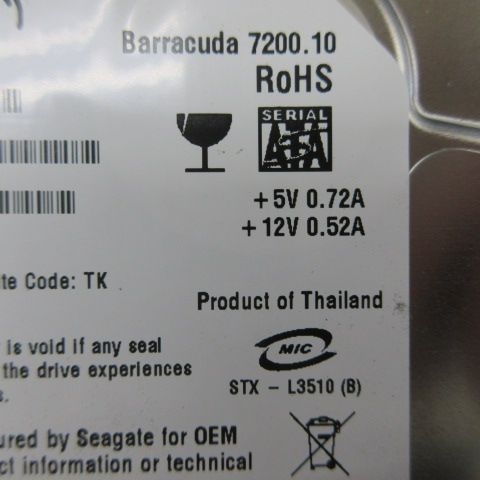 Barracuda 7200.10
RoHS
SERIAL
ATA
+5V 0.72A
+12V 0.52A
te Code: TK
Product of Thailand
is void if any seal
the drive experiences
s.
MIC
STX - L3510 (B)
ured by Seagate for OEM
ct information or technical